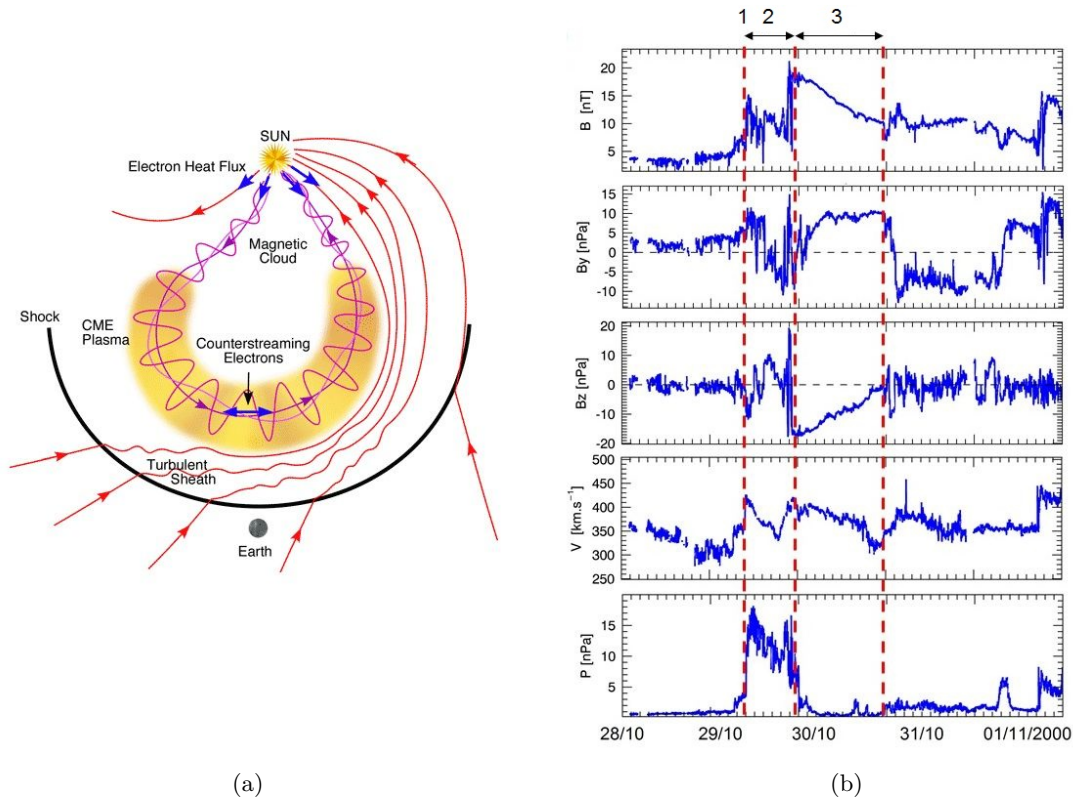 SUN
Electron Heat Flux
Magnetic
Cloud
Shock
CME
Plasma
Counterstreaming
Electrons
Turbulent
Sheath
Earth
(a)
1 2 3
B [nT]
20
15
10
5
By [nPa]
15
10
5
0
-5
-10
Bz [nPa]
20
10
0
-10
-20
V [km.s⁻¹]
500
450
400
350
300
250
P [nPa]
15
10
5
28/10 29/10 30/10 31/10 01/11/2000
(b)